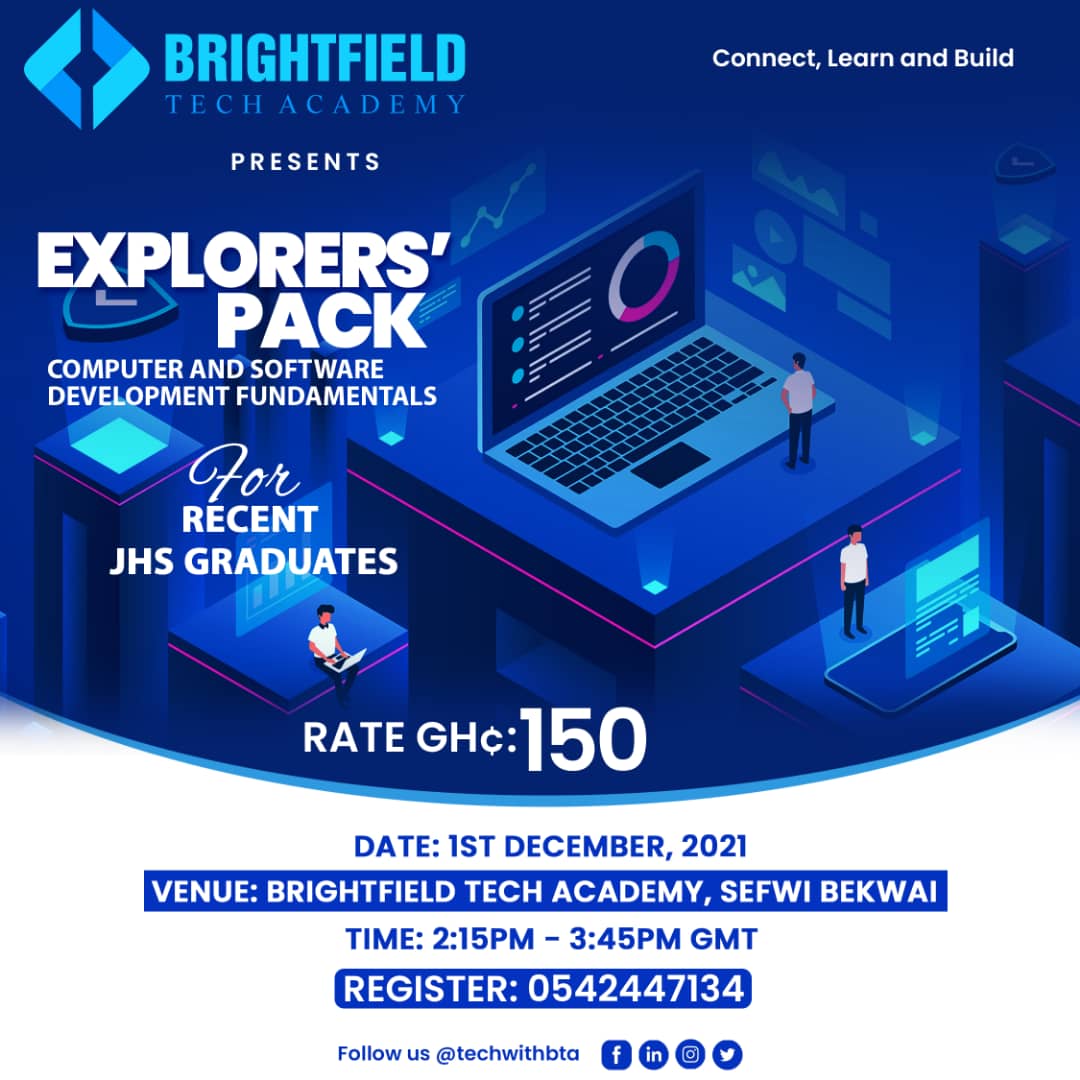 BRIGHTFIELD
TECH ACADEMY
Connect, Learn and Build
PRESENTS
EXPLORERS’
PACK
COMPUTER AND SOFTWARE
DEVELOPMENT FUNDAMENTALS
For
RECENT
JHS GRADUATES
RATE GH¢:150
DATE: 1ST DECEMBER, 2021
VENUE: BRIGHTFIELD TECH ACADEMY, SEFWI BEKWAI
TIME: 2:15PM – 3:45PM GMT
REGISTER: 0542447134
Follow us @techwithbta